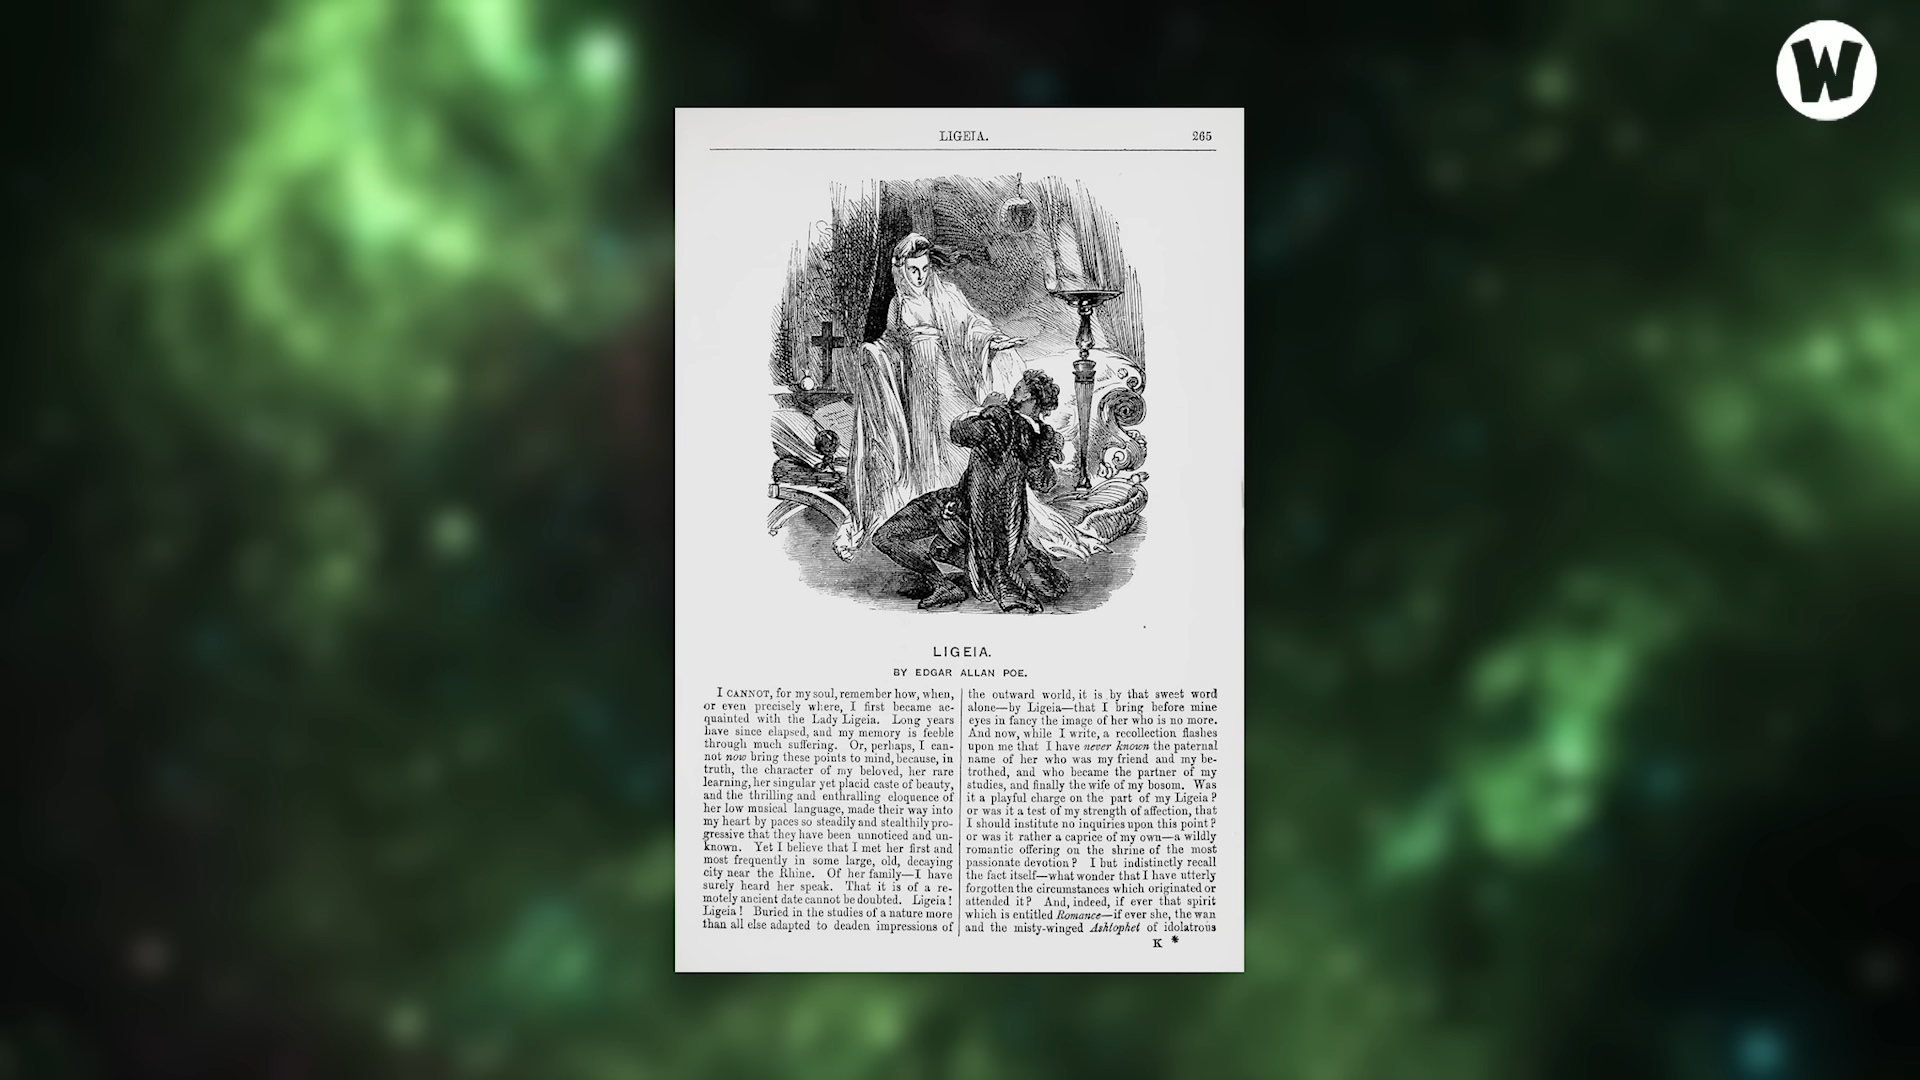 W
LIGEIA. 265
LIGEIA.
BY EDGAR ALLAN POE.
I CANNOT, for my soul, remember how, when,
or even precisely where, I first became ac-
quainted with the Lady Ligeia. Long years
have since elapsed, and my memory is feeble
through much suffering. Or, perhaps, I can-
not now bring these points to mind, because, in
truth, the character of my beloved, her rare
learning, her singular yet placid caste of beauty,
and the thrilling and enthralling eloquence of
her low musical language, made their way into
my heart by paces so steadily and stealthily pro-
gressive that they have been unnoticed and un-
known. Yet I believe that I met her first and
most frequently in some large, old, decaying
city near the Rhine. Of her family—I have
surely heard her speak. That it is of a re-
motely ancient date cannot be doubted. Ligeia!
Ligeia! Buried in the studies of a nature more
than all else adapted to deaden impressions of
the outward world, it is by that sweet word
alone—by Ligeia—that I bring before mine
eyes in fancy the image of her who is no more.
And now, while I write, a recollection flashes
upon me that I have never known the paternal
name of her who was my friend and my be-
trothed, and who became the partner of my
studies, and finally the wife of my bosom. Was
it a playful charge on the part of my Ligeia?
or was it a test of my strength of affection, that
I should institute no inquiries upon this point?
or was it rather a caprice of my own—a wildly
romantic offering on the shrine of the most
passionate devotion? I but indistinctly recall
the fact itself—what wonder that I have utterly
forgotten the circumstances which originated or
attended it? And, indeed, if ever that spirit
which is entitled Romance—if ever she, the wan
and the misty-winged Ashtophet of idolatrous
K *